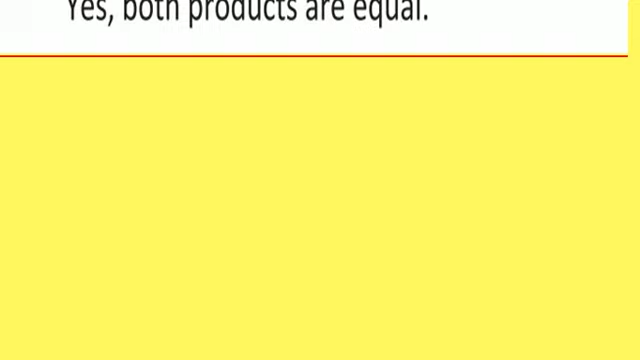 Yes, both products are equal.